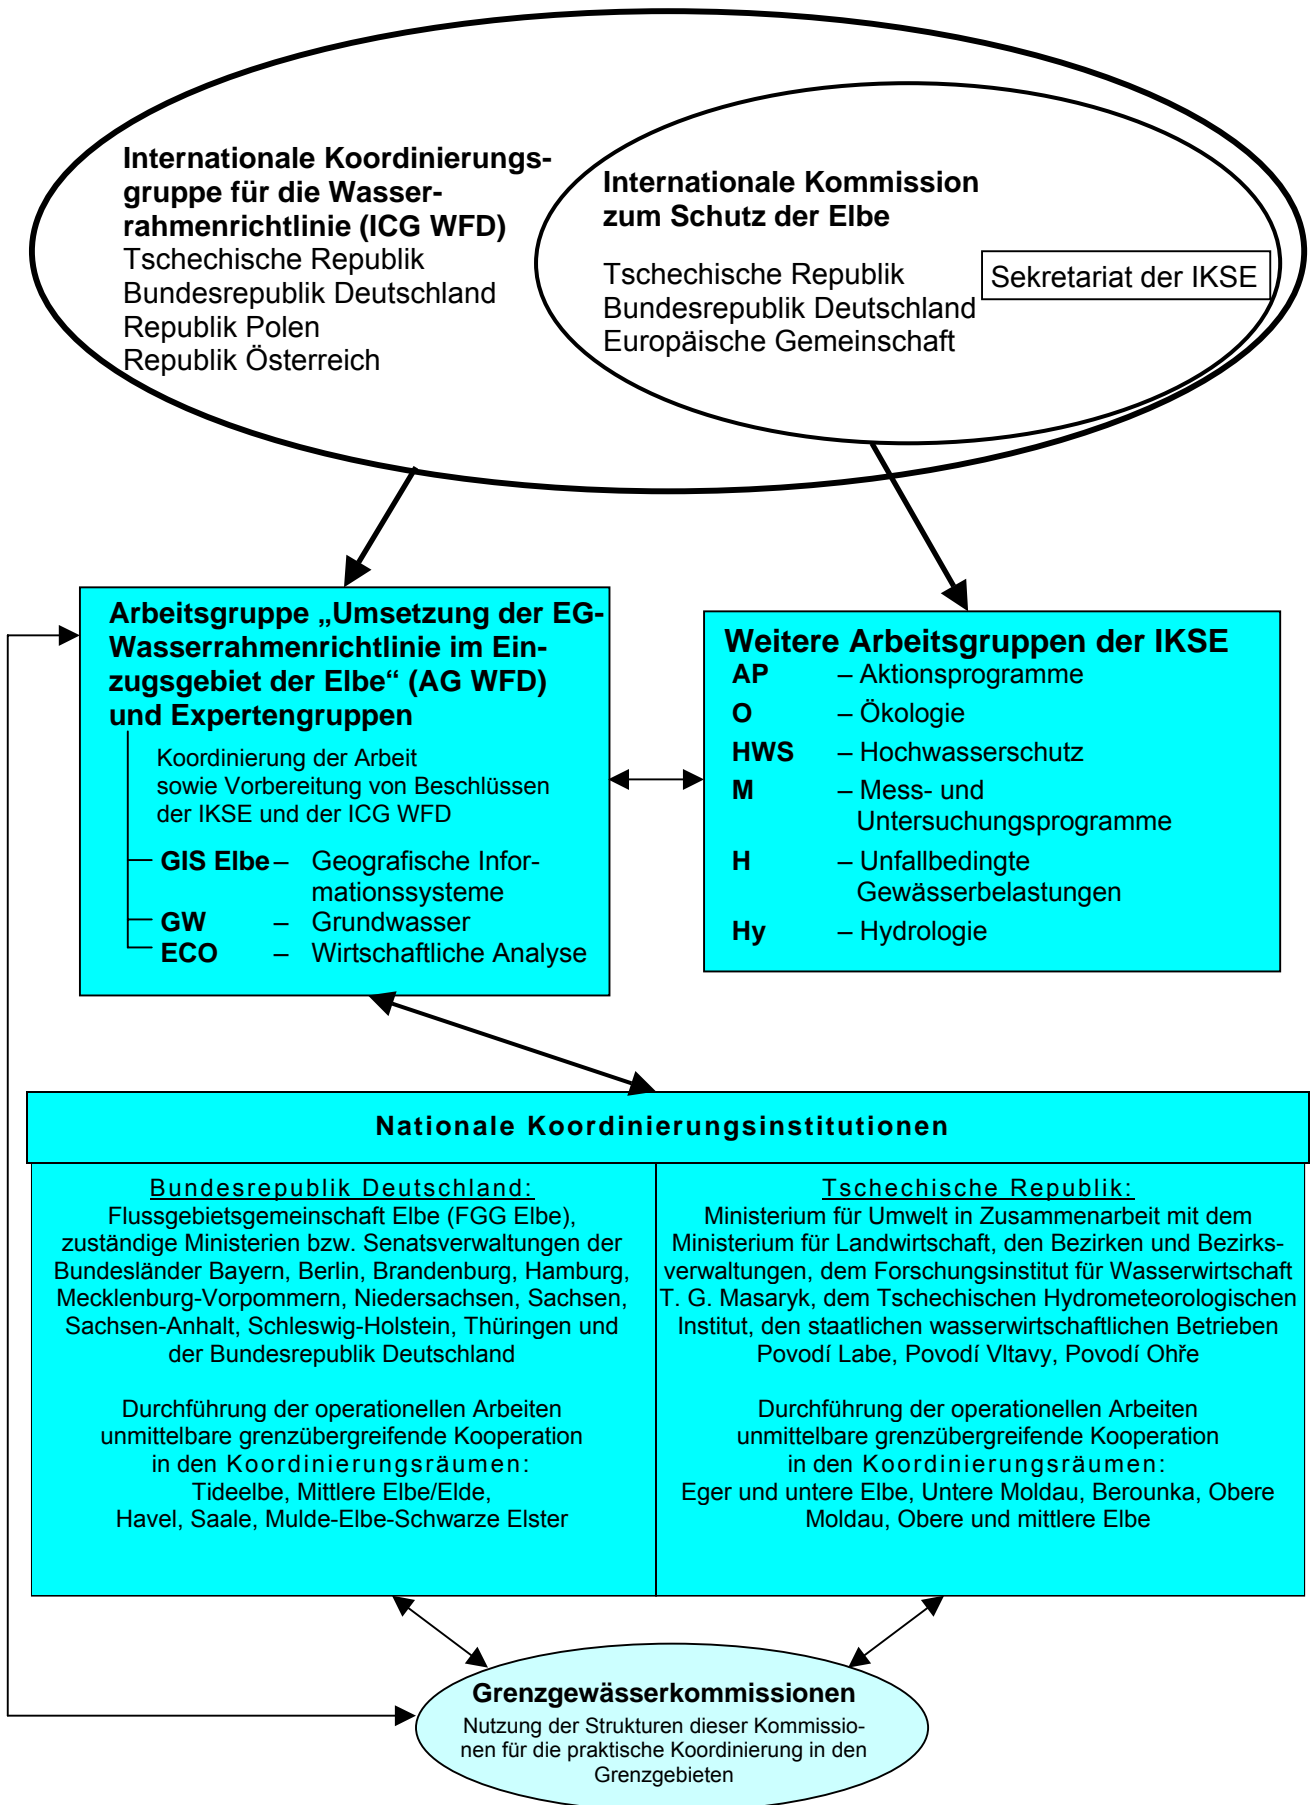 Internationale Koordinierungs-
gruppe für die Wasser-
rahmenrichtlinie (ICG WFD)
Tschechische Republik
Bundesrepublik Deutschland
Republik Polen
Republik Österreich
Internationale Kommission
zum Schutz der Elbe
Tschechische Republik
Bundesrepublik Deutschland
Europäische Gemeinschaft
Sekretariat der IKSE
Arbeitsgruppe „Umsetzung der EG-
Wasserrahmenrichtlinie im Ein-
zugsgebiet der Elbe“ (AG WFD)
und Expertengruppen
Koordinierung der Arbeit
sowie Vorbereitung von Beschlüssen
der IKSE und der ICG WFD
GIS Elbe – Geografische Infor-
mationssysteme
GW – Grundwasser
ECO – Wirtschaftliche Analyse
Weitere Arbeitsgruppen der IKSE
AP – Aktionsprogramme
O – Ökologie
HWS – Hochwasserschutz
M – Mess- und
Untersuchungsprogramme
H – Unfallbedingte
Gewässerbelastungen
Hy – Hydrologie
Nationale Koordinierungsinstitutionen
Bundesrepublik Deutschland:
Flussgebietsgemeinschaft Elbe (FGG Elbe),
zuständige Ministerien bzw. Senatsverwaltungen der
Bundesländer Bayern, Berlin, Brandenburg, Hamburg,
Mecklenburg-Vorpommern, Niedersachsen, Sachsen,
Sachsen-Anhalt, Schleswig-Holstein, Thüringen und
der Bundesrepublik Deutschland
Durchführung der operationellen Arbeiten
unmittelbare grenzübergreifende Kooperation
in den Koordinierungsräumen:
Tideelbe, Mittlere Elbe/Elde,
Havel, Saale, Mulde-Elbe-Schwarze Elster
Tschechische Republik:
Ministerium für Umwelt in Zusammenarbeit mit dem
Ministerium für Landwirtschaft, den Bezirken und Bezirks-
verwaltungen, dem Forschungsinstitut für Wasserwirtschaft
T. G. Masaryk, dem Tschechischen Hydrometeorologischen
Institut, den staatlichen wasserwirtschaftlichen Betrieben
Povodí Labe, Povodí Vltavy, Povodí Ohře
Durchführung der operationellen Arbeiten
unmittelbare grenzübergreifende Kooperation
in den Koordinierungsräumen:
Eger und untere Elbe, Untere Moldau, Berounka, Obere
Moldau, Obere und mittlere Elbe
Grenzgewässerkommissionen
Nutzung der Strukturen dieser Kommissio-
nen für die praktische Koordinierung in den
Grenzgebieten